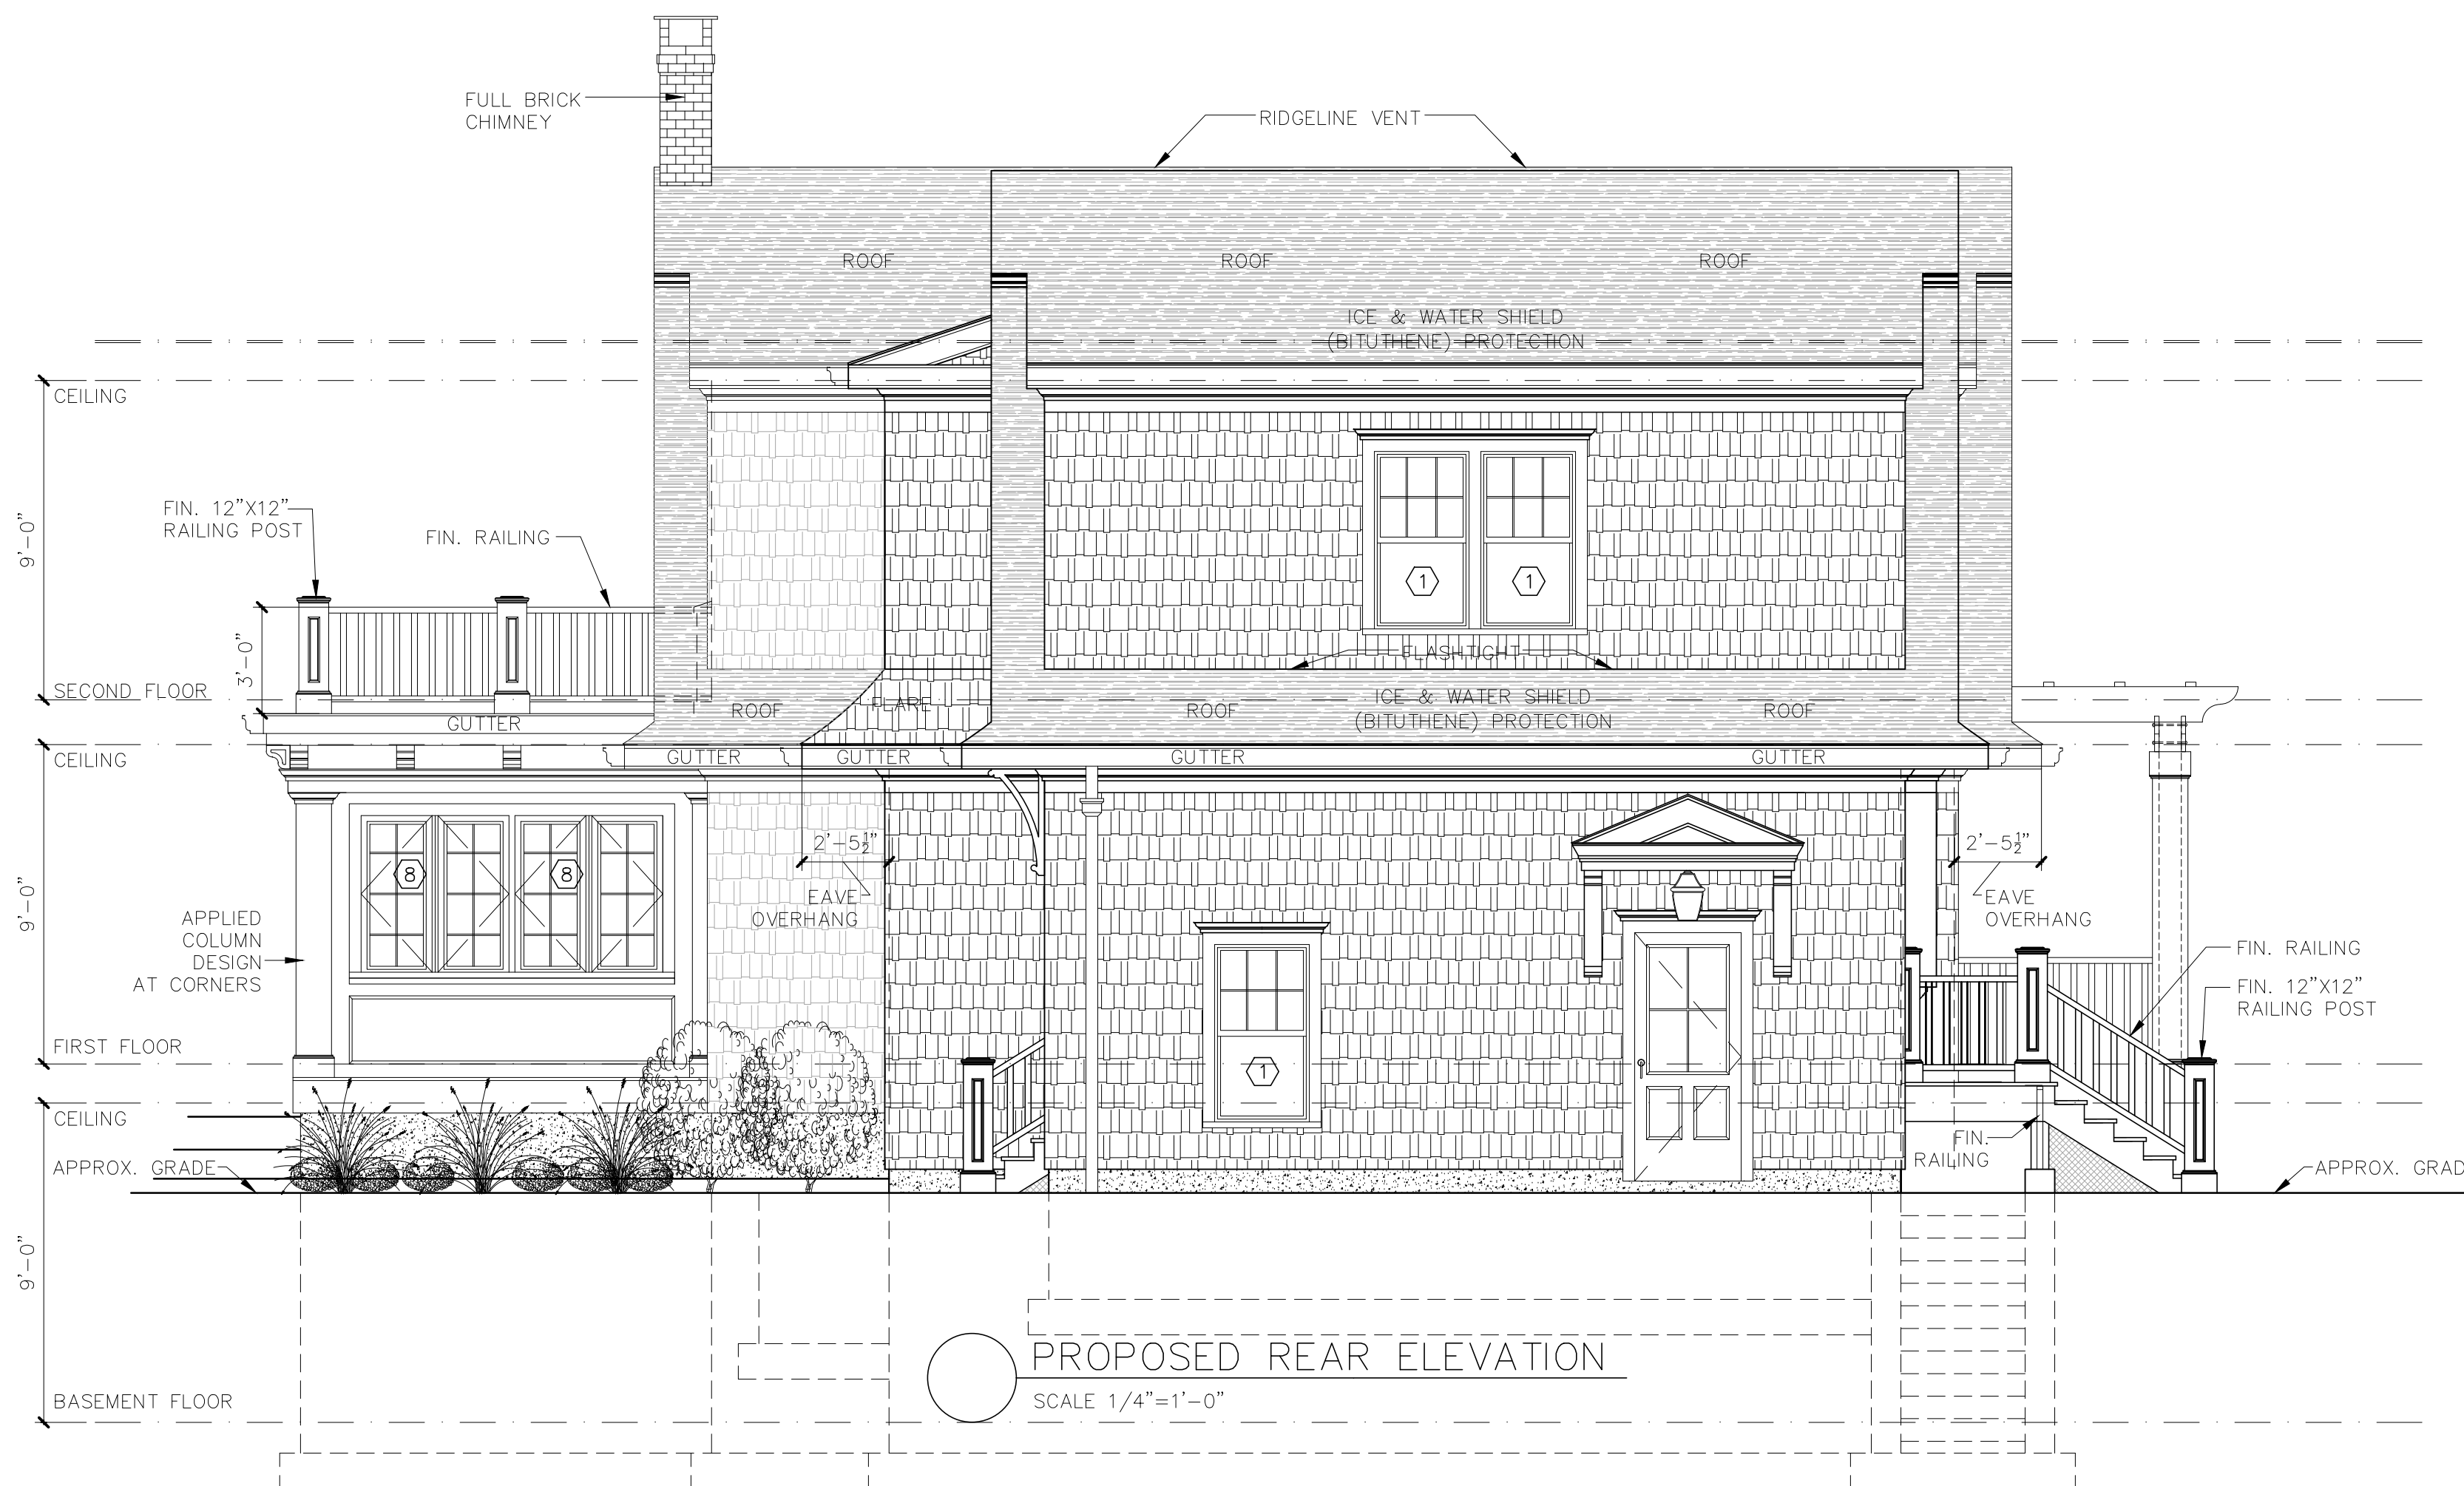 FULL BRICK
CHIMNEY
RIDGELINE VENT
ROOF
ROOF
ROOF
ICE & WATER SHIELD
(BITUTHENE) PROTECTION
CEILING
9'-0"
FIN. 12"X12"
RAILING POST
FIN. RAILING
1
1
3'-0"
FLASHTIGHT
SECOND FLOOR
GUTTER
ROOF
FLARE
ROOF
ICE & WATER SHIELD
(BITUTHENE) PROTECTION
ROOF
CEILING
GUTTER
GUTTER
GUTTER
GUTTER
9'-0"
8
8
2'-5½"
EAVE
OVERHANG
2'-5½"
EAVE
OVERHANG
APPLIED
COLUMN
DESIGN
AT CORNERS
FIN. RAILING
FIN. 12"X12"
RAILING POST
FIRST FLOOR
1
CEILING
FIN.
RAILING
APPROX. GRADE
APPROX. GRAD
9'-0"
PROPOSED REAR ELEVATION
SCALE 1/4"=1'-0"
BASEMENT FLOOR